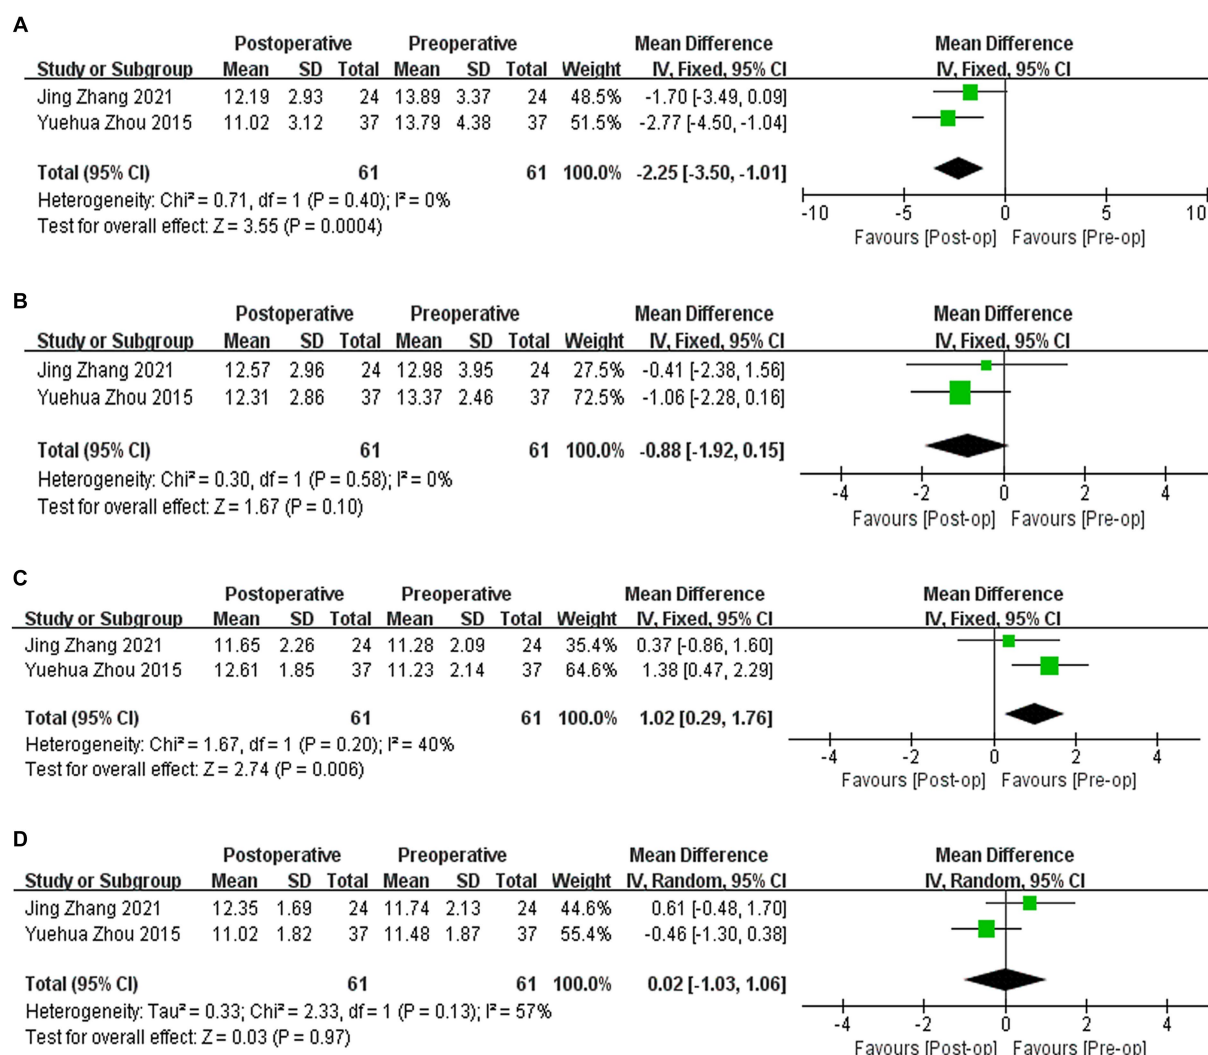 A
Postoperative Preoperative Mean Difference Mean Difference
Study or Subgroup Mean SD Total Mean SD Total Weight IV, Fixed, 95% CI IV, Fixed, 95% CI
Jing Zhang 2021 12.19 2.93 24 13.89 3.37 24 48.5% -1.70 [-3.49, 0.09]
Yuehua Zhou 2015 11.02 3.12 37 13.79 4.38 37 51.5% -2.77 [-4.50, -1.04]
Total (95% CI) 61 61 100.0% -2.25 [-3.50, -1.01]
Heterogeneity: Chi² = 0.71, df = 1 (P = 0.40); I² = 0%
Test for overall effect: Z = 3.55 (P = 0.0004)
-10 -5 0 5 10
Favours [Post-op] Favours [Pre-op]
B
Postoperative Preoperative Mean Difference Mean Difference
Study or Subgroup Mean SD Total Mean SD Total Weight IV, Fixed, 95% CI IV, Fixed, 95% CI
Jing Zhang 2021 12.57 2.96 24 12.98 3.95 24 27.5% -0.41 [-2.38, 1.56]
Yuehua Zhou 2015 12.31 2.86 37 13.37 2.46 37 72.5% -1.06 [-2.28, 0.16]
Total (95% CI) 61 61 100.0% -0.88 [-1.92, 0.15]
Heterogeneity: Chi² = 0.30, df = 1 (P = 0.58); I² = 0%
Test for overall effect: Z = 1.67 (P = 0.10)
-4 -2 0 2 4
Favours [Post-op] Favours [Pre-op]
C
Postoperative Preoperative Mean Difference Mean Difference
Study or Subgroup Mean SD Total Mean SD Total Weight IV, Fixed, 95% CI IV, Fixed, 95% CI
Jing Zhang 2021 11.65 2.26 24 11.28 2.09 24 35.4% 0.37 [-0.86, 1.60]
Yuehua Zhou 2015 12.61 1.85 37 11.23 2.14 37 64.6% 1.38 [0.47, 2.29]
Total (95% CI) 61 61 100.0% 1.02 [0.29, 1.76]
Heterogeneity: Chi² = 1.67, df = 1 (P = 0.20); I² = 40%
Test for overall effect: Z = 2.74 (P = 0.006)
-4 -2 0 2 4
Favours [Post-op] Favours [Pre-op]
D
Postoperative Preoperative Mean Difference Mean Difference
Study or Subgroup Mean SD Total Mean SD Total Weight IV, Random, 95% CI IV, Random, 95% CI
Jing Zhang 2021 12.35 1.69 24 11.74 2.13 24 44.6% 0.61 [-0.48, 1.70]
Yuehua Zhou 2015 11.02 1.82 37 11.48 1.87 37 55.4% -0.46 [-1.30, 0.38]
Total (95% CI) 61 61 100.0% 0.02 [-1.03, 1.06]
Heterogeneity: Tau² = 0.33; Chi² = 2.33, df = 1 (P = 0.13); I² = 57%
Test for overall effect: Z = 0.03 (P = 0.97)
-4 -2 0 2 4
Favours [Post-op] Favours [Pre-op]